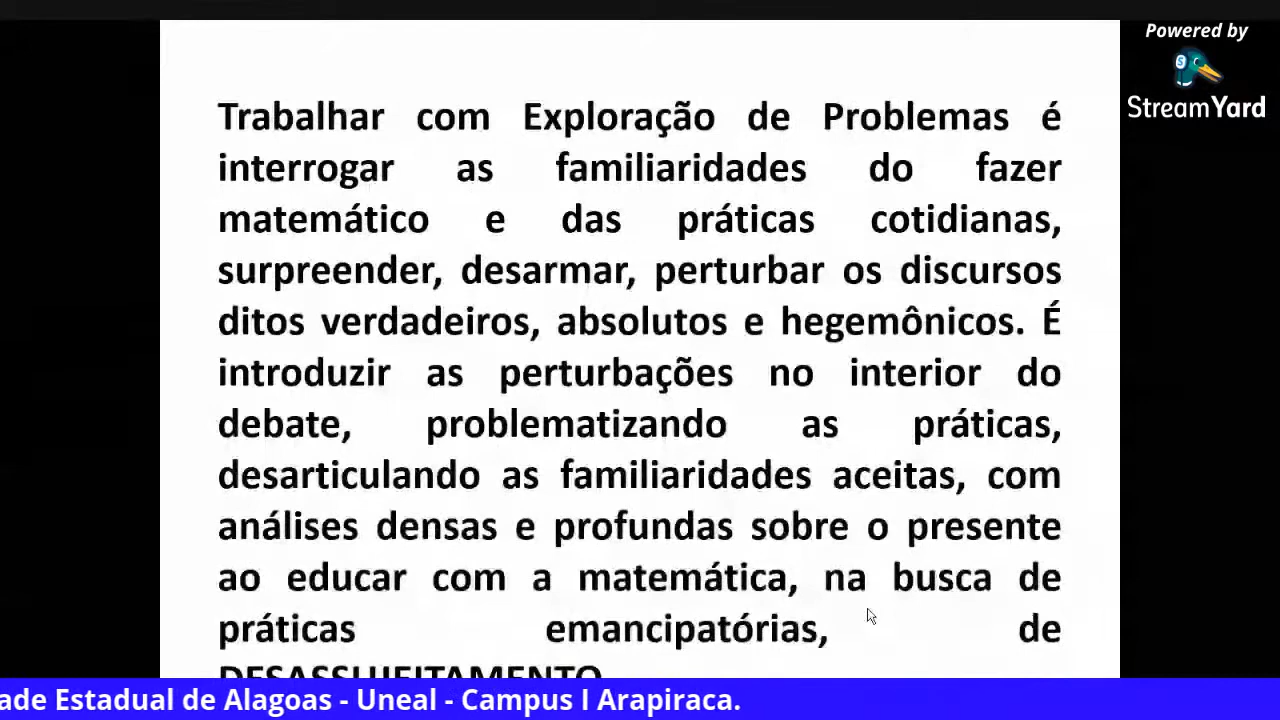 Powered by
StreamYard
Trabalhar com Exploração de Problemas é
interrogar as familiaridades do fazer
matemático e das práticas cotidianas,
surpreender, desarmar, perturbar os discursos
ditos verdadeiros, absolutos e hegemônicos. É
introduzir as perturbações no interior do
debate, problematizando as práticas,
desarticulando as familiaridades aceitas, com
análises densas e profundas sobre o presente
ao educar com a matemática, na busca de
práticas emancipatórias, de
DESASSUJEITAMENTO
ade Estadual de Alagoas - Uneal - Campus I Arapiraca.